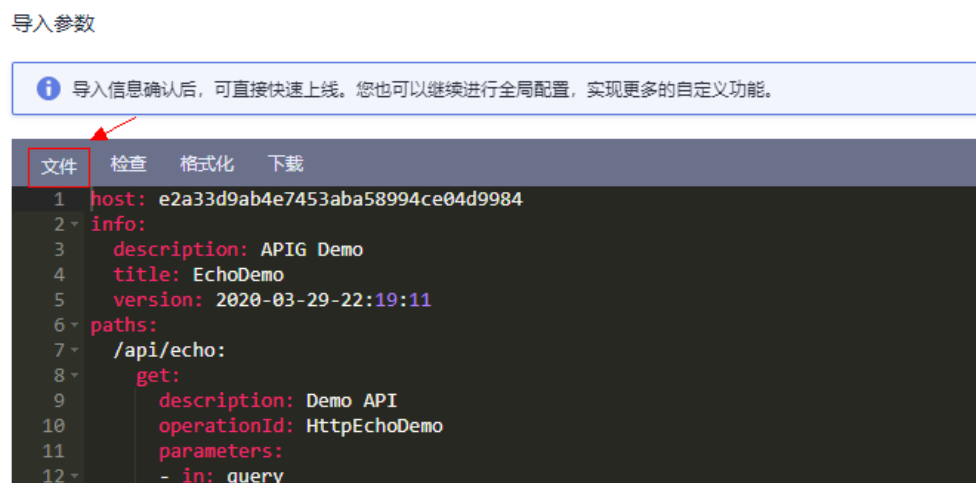 导入参数
导入信息确认后，可直接快速上线。您也可以继续进行全局配置，实现更多的自定义功能。
文件 检查 格式化 下载
1 host: e2a33d9ab4e7453aba58994ce04d9984
2 info:
3 description: APIG Demo
4 title: EchoDemo
5 version: 2020-03-29-22:19:11
6 paths:
7 /api/echo:
8 get:
9 description: Demo API
10 operationId: HttpEchoDemo
11 parameters:
12 - in: query